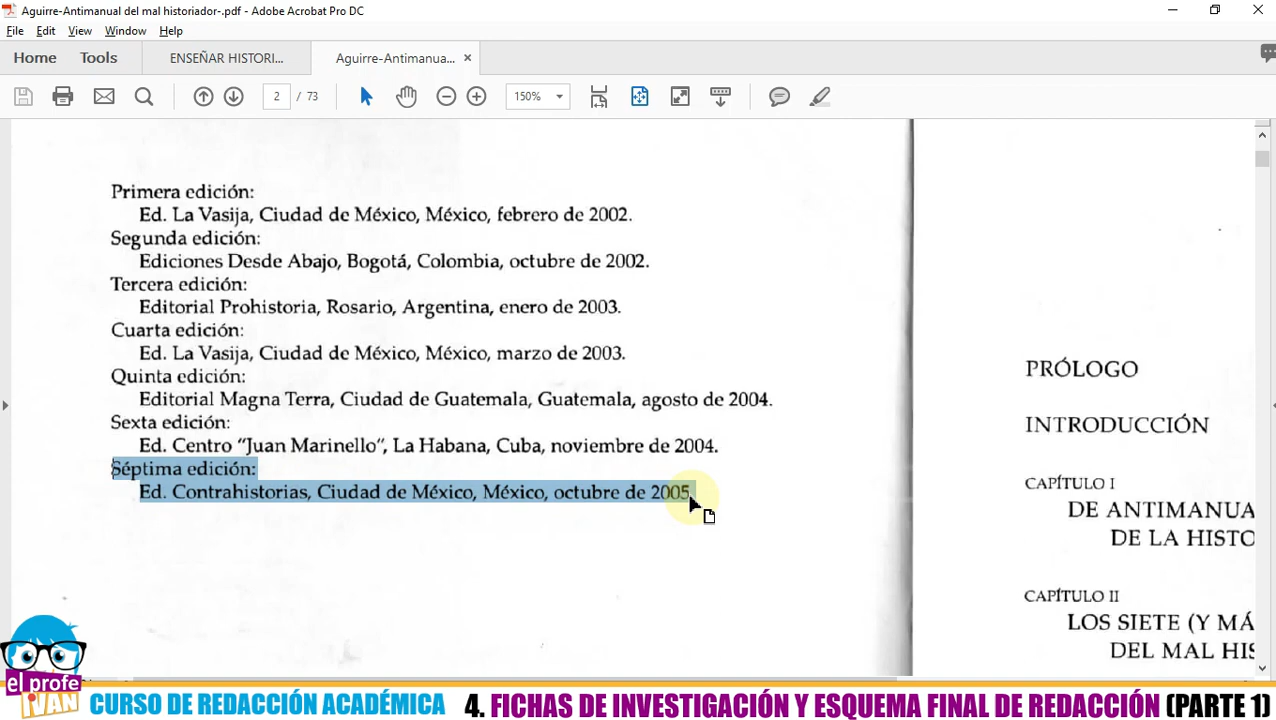 Aguirre-Antimanual del mal historiador-.pdf - Adobe Acrobat Pro DC
File Edit View Window Help
Home Tools ENSEÑAR HISTORI... Aguirre-Antimanua... ×
2 / 73 150%
Primera edición:
Ed. La Vasija, Ciudad de México, México, febrero de 2002.
Segunda edición:
Ediciones Desde Abajo, Bogotá, Colombia, octubre de 2002.
Tercera edición:
Editorial Prohistoria, Rosario, Argentina, enero de 2003.
Cuarta edición:
Ed. La Vasija, Ciudad de México, México, marzo de 2003.
Quinta edición:
Editorial Magna Terra, Ciudad de Guatemala, Guatemala, agosto de 2004.
Sexta edición:
Ed. Centro “Juan Marinello”, La Habana, Cuba, noviembre de 2004.
Séptima edición:
Ed. Contrahistorias, Ciudad de México, México, octubre de 2005.
PRÓLOGO
INTRODUCCIÓN
CAPÍTULO I
DE ANTIMANUA
DE LA HISTO
CAPÍTULO II
LOS SIETE (Y MÁ
DEL MAL HIS
el profe
iVAN
CURSO DE REDACCIÓN ACADÉMICA 4. FICHAS DE INVESTIGACIÓN Y ESQUEMA FINAL DE REDACCIÓN (PARTE 1)